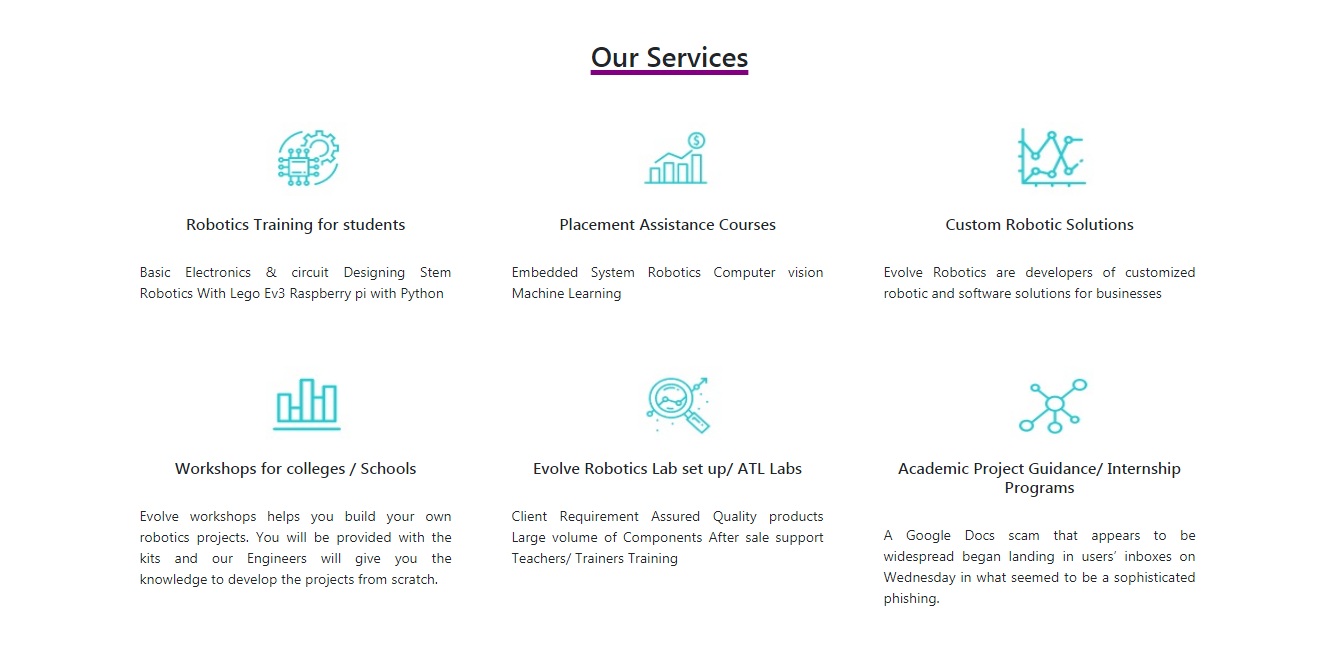 Our Services
$
Robotics Training for students
Basic Electronics & circuit Designing Stem
Robotics With Lego Ev3 Raspberry pi with Python
Placement Assistance Courses
Embedded System Robotics Computer vision
Machine Learning
Custom Robotic Solutions
Evolve Robotics are developers of customized
robotic and software solutions for businesses
Workshops for colleges / Schools
Evolve workshops helps you build your own
robotics projects. You will be provided with the
kits and our Engineers will give you the
knowledge to develop the projects from scratch.
Evolve Robotics Lab set up/ ATL Labs
Client Requirement Assured Quality products
Large volume of Components After sale support
Teachers/ Trainers Training
Academic Project Guidance/ Internship
Programs
A Google Docs scam that appears to be
widespread began landing in users’ inboxes on
Wednesday in what seemed to be a sophisticated
phishing.